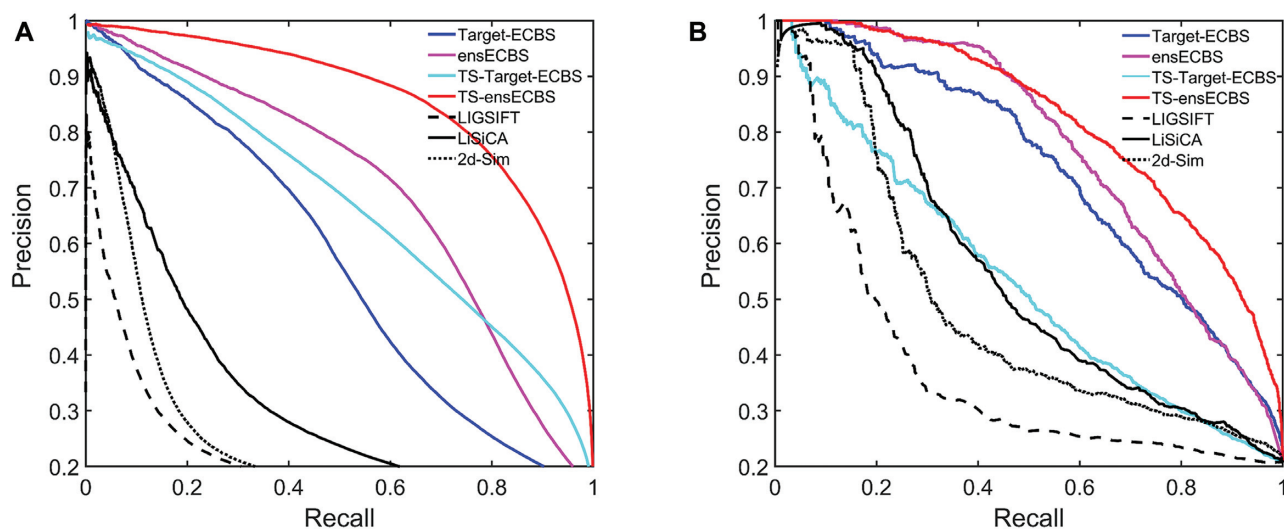 A
Target-ECBS
ensECBS
TS-Target-ECBS
TS-ensECBS
LIGSIFT
LiSiCA
2d-Sim
Precision
1
0.9
0.8
0.7
0.6
0.5
0.4
0.3
0.2
0
0.2
0.4
0.6
0.8
1
Recall
B
Target-ECBS
ensECBS
TS-Target-ECBS
TS-ensECBS
LIGSIFT
LiSiCA
2d-Sim
Precision
1
0.9
0.8
0.7
0.6
0.5
0.4
0.3
0.2
0
0.2
0.4
0.6
0.8
1
Recall